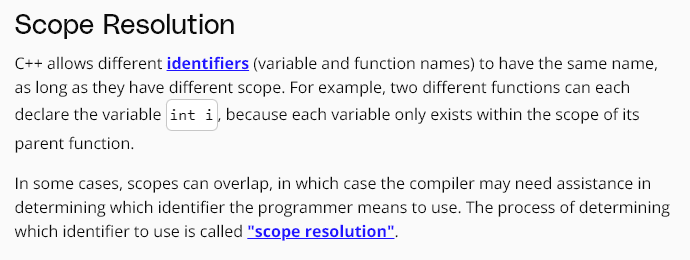 Scope Resolution
C++ allows different identifiers (variable and function names) to have the same name,
as long as they have different scope. For example, two different functions can each
declare the variable int i, because each variable only exists within the scope of its
parent function.
In some cases, scopes can overlap, in which case the compiler may need assistance in
determining which identifier the programmer means to use. The process of determining
which identifier to use is called "scope resolution".